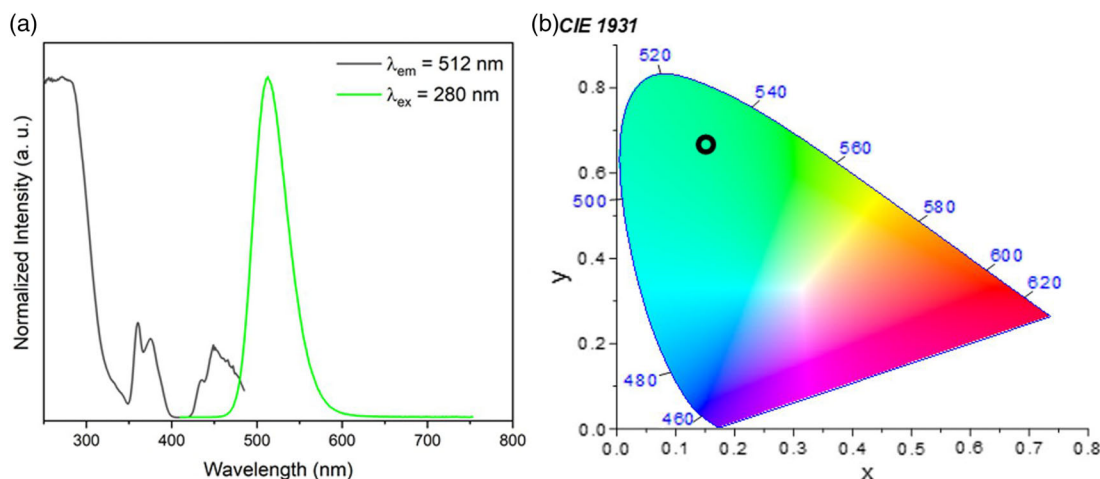 (a)
λem = 512 nm
λex = 280 nm
Normalized Intensity (a. u.)
300 400 500 600 700 800
Wavelength (nm)
(b) CIE 1931
520
540
560
580
600
620
500
480
460
0.8
0.6
0.4
0.2
0.0
y
0.0 0.1 0.2 0.3 0.4 0.5 0.6 0.7 0.8
x